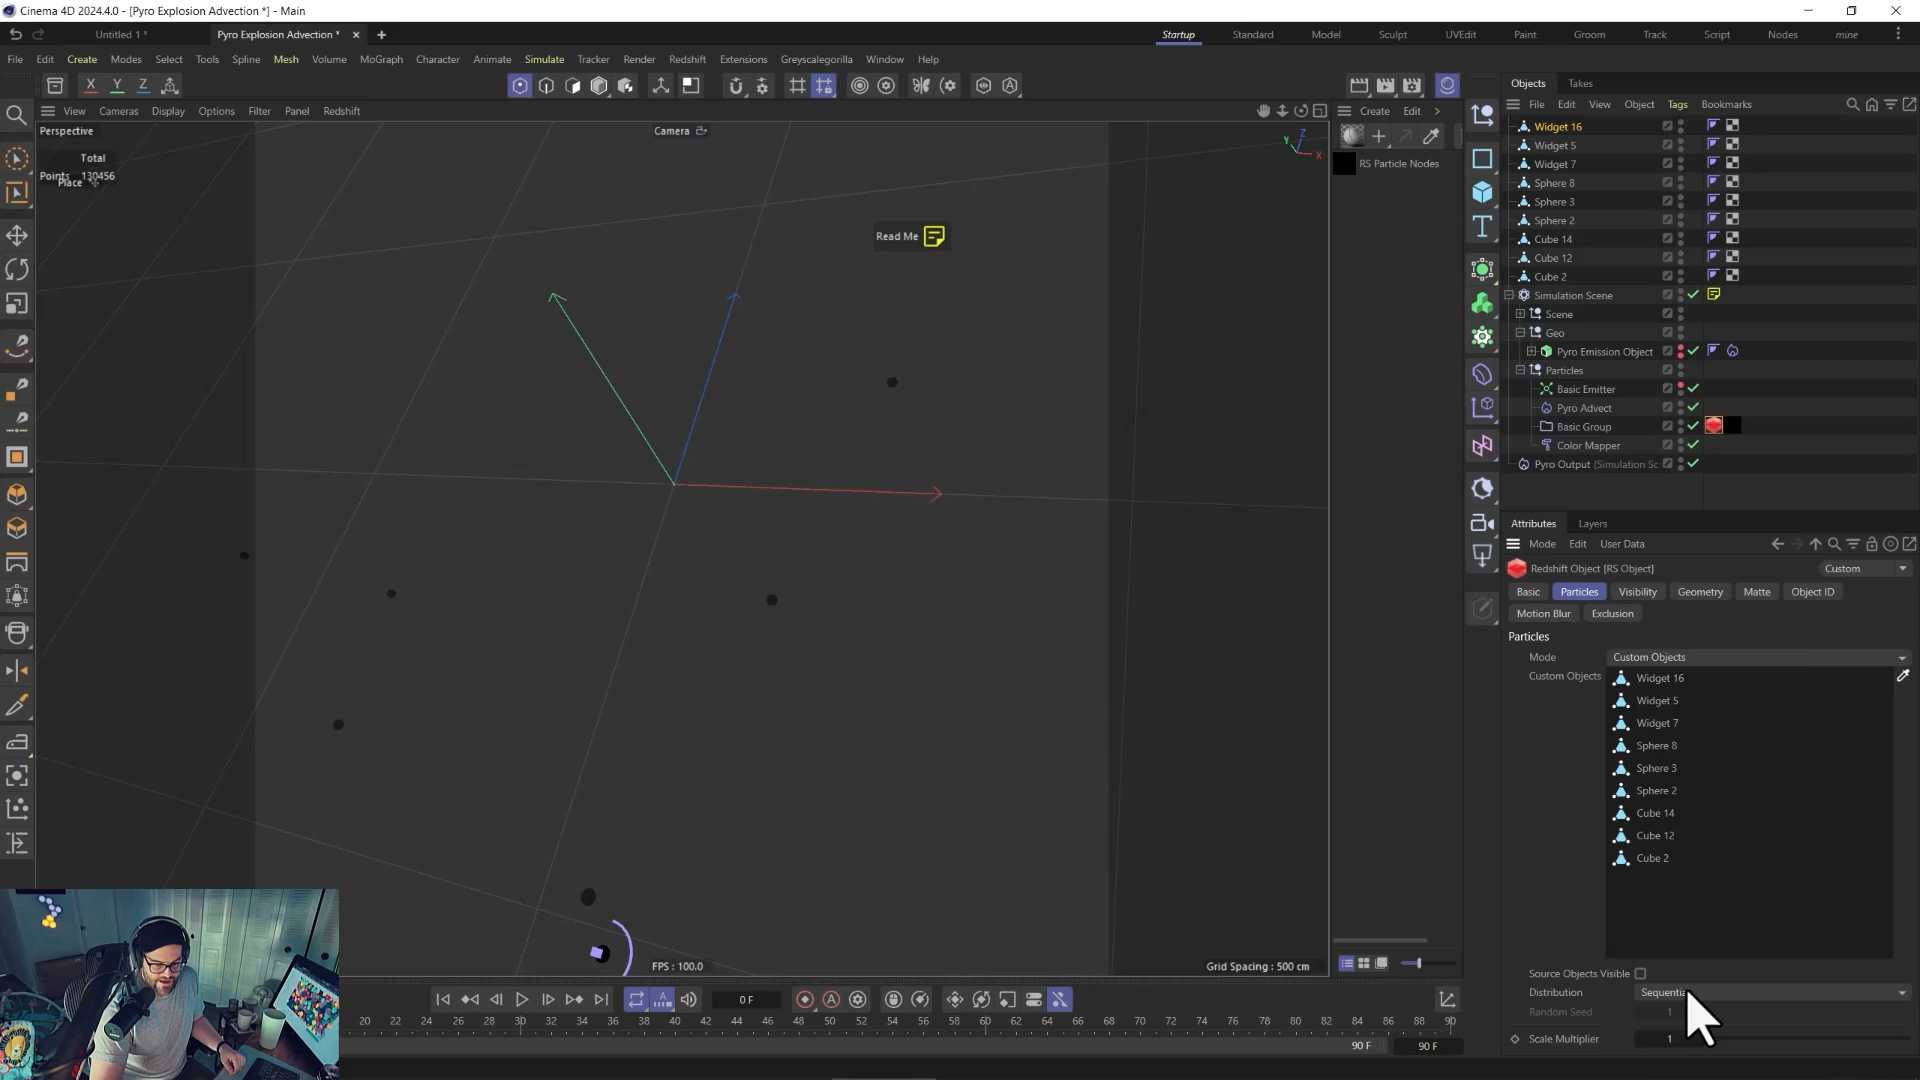 Cinema 4D 2024.4.0 - [Pyro Explosion Advection *] - Main
Untitled 1 *
Pyro Explosion Advection *
Startup Standard Model Sculpt UVEdit Paint Groom Track Script Nodes mine
File Edit Create Modes Select Tools Spline Mesh Volume MoGraph Character Animate Simulate Tracker Render Redshift Extensions Greyscalegorilla Window Help
X Y Z
View Cameras Display Options Filter Panel Redshift
Perspective
Camera
Total
Points 130456
Place
Read Me
Z
Y
X
FPS : 100.0
Grid Spacing : 500 cm
Create Edit
RS Particle Nodes
Objects Takes
File Edit View Object Tags Bookmarks
Widget 16
Widget 5
Widget 7
Sphere 8
Sphere 3
Sphere 2
Cube 14
Cube 12
Cube 2
Simulation Scene
Scene
Geo
Pyro Emission Object
Particles
Basic Emitter
Pyro Advect
Basic Group
Color Mapper
Pyro Output (Simulation Sc
Attributes Layers
Mode Edit User Data
Redshift Object [RS Object]
Custom
Basic Particles Visibility Geometry Matte Object ID
Motion Blur Exclusion
Particles
Mode Custom Objects
Custom Objects
Widget 16
Widget 5
Widget 7
Sphere 8
Sphere 3
Sphere 2
Cube 14
Cube 12
Cube 2
Source Objects Visible
Distribution
Random Seed 1
Scale Multiplier 1
0 F
20 22 24 26 28 30 32 34 36 38 40 42 44 46 48 50 52 54 56 58 60 62 64 66 68 70 72 74 76 78 80 82 84 86 88 90
90 F 90 F